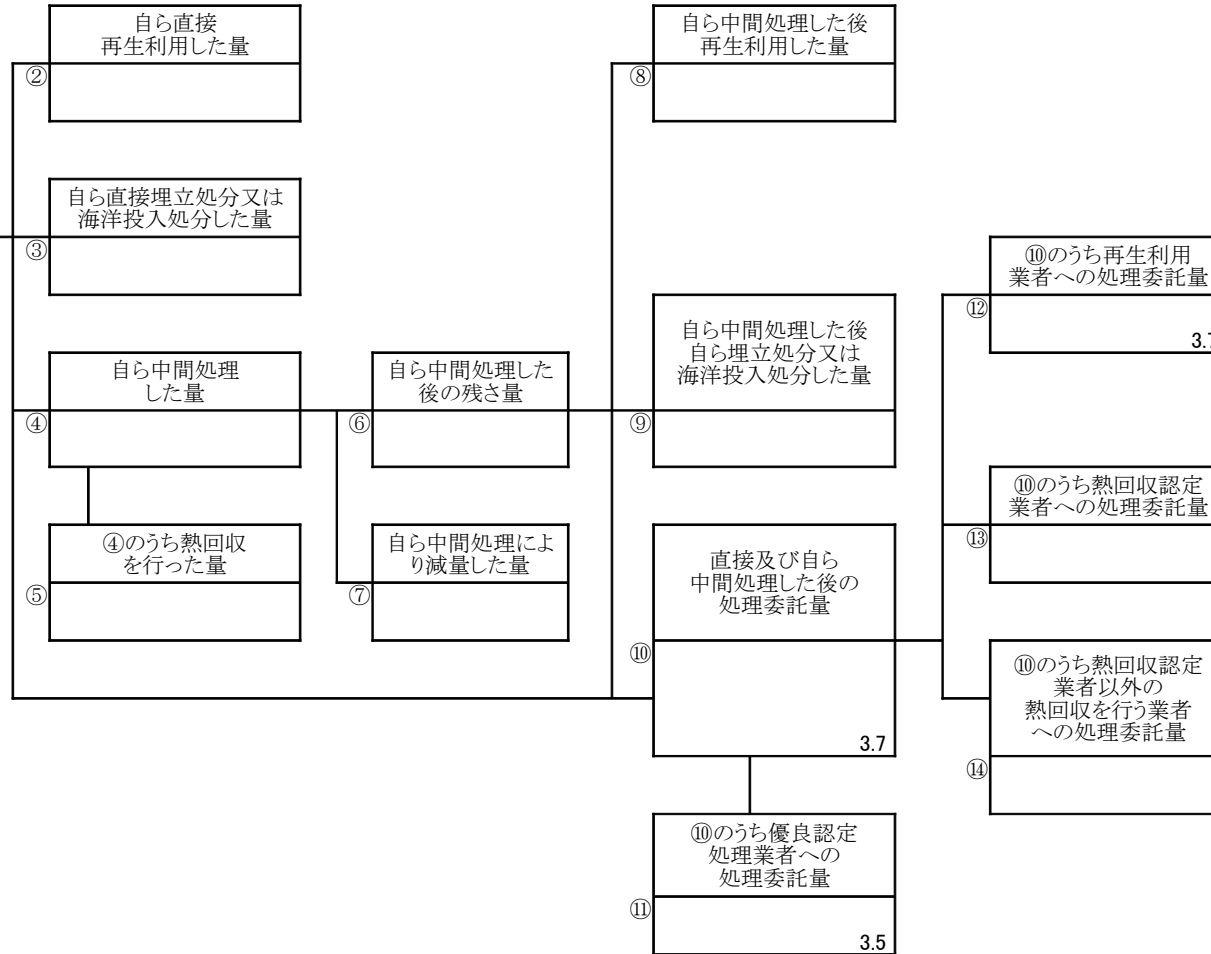 自ら直接
再生利用した量
②
自ら中間処理した後
再生利用した量
⑧
自ら直接埋立処分又は
海洋投入処分した量
③
⑩のうち再生利用
業者への処理委託量
⑫
3.7
自ら中間処理した後
自ら埋立処分又は
海洋投入処分した量
⑨
自ら中間処理
した量
④
自ら中間処理した
後の残さ量
⑥
⑩のうち熱回収認定
業者への処理委託量
⑬
④のうち熱回収
を行った量
⑤
自ら中間処理によ
り減量した量
⑦
直接及び自ら
中間処理した後の
処理委託量
⑩
3.7
⑩のうち熱回収認定
業者以外の
熱回収を行う業者
への処理委託量
⑭
⑩のうち優良認定
処理業者への
処理委託量
⑪
3.5